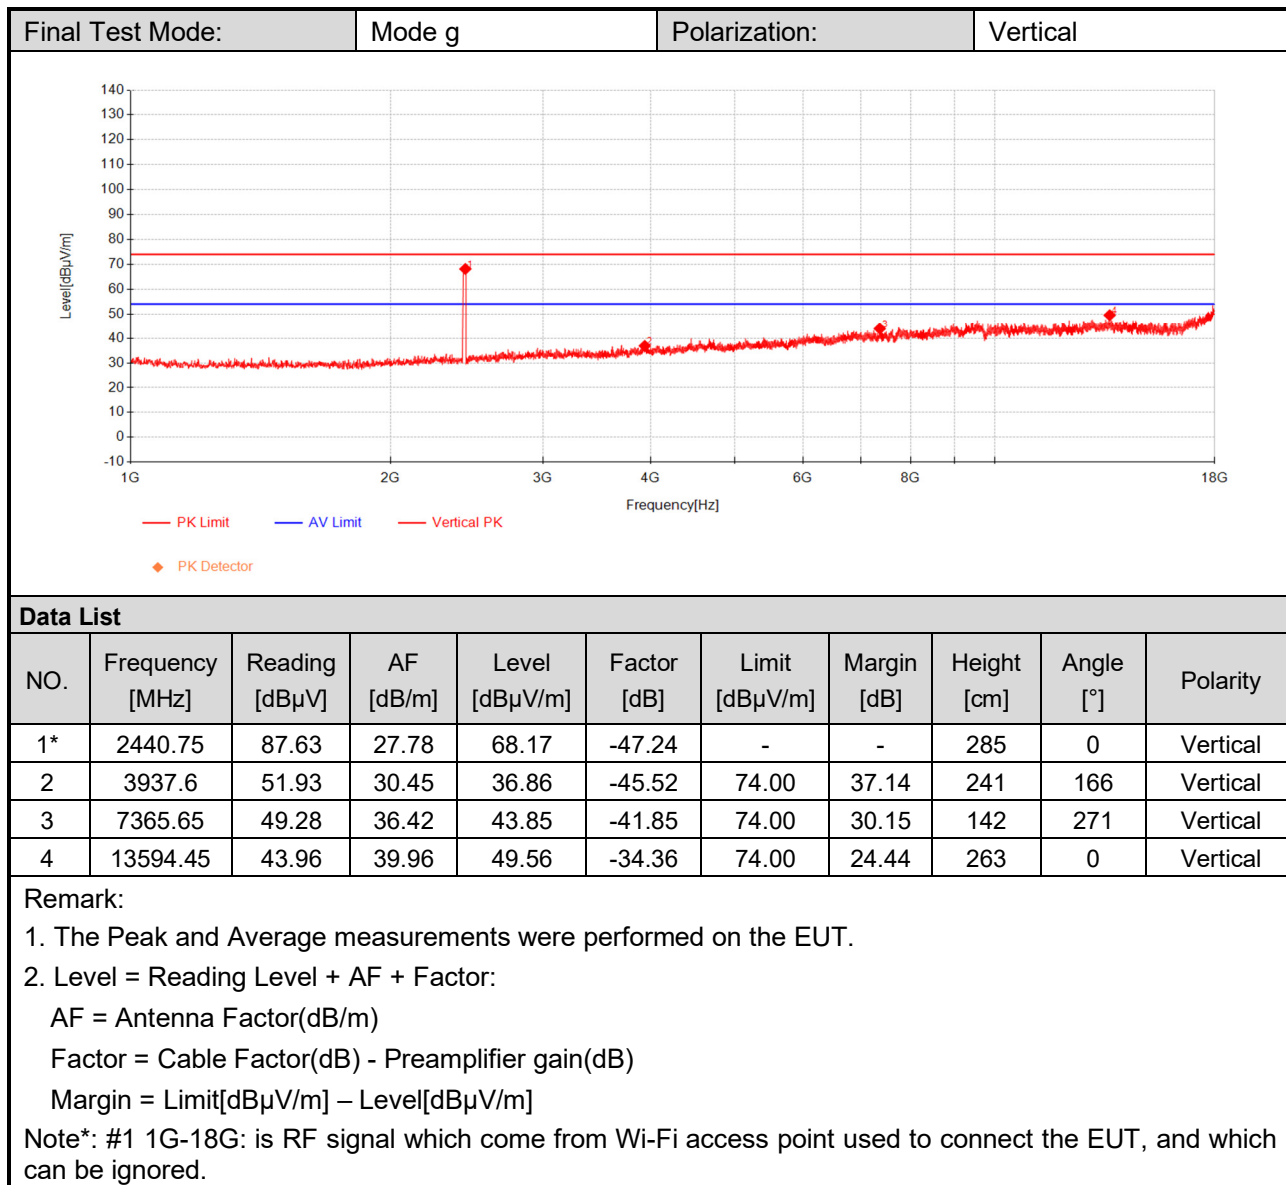 Final Test Mode: Mode g Polarization: Vertical
140
130
120
110
100
90
80
70
60
50
40
30
20
10
0
-10
Level[dBµV/m]
1
2
3
4
1G 2G 3G 4G 6G 8G 18G
Frequency[Hz]
PK Limit AV Limit Vertical PK
PK Detector
Data List
NO. Frequency [MHz] Reading [dBµV] AF [dB/m] Level [dBµV/m] Factor [dB] Limit [dBµV/m] Margin [dB] Height [cm] Angle [°] Polarity
1* 2440.75 87.63 27.78 68.17 -47.24 - - 285 0 Vertical
2 3937.6 51.93 30.45 36.86 -45.52 74.00 37.14 241 166 Vertical
3 7365.65 49.28 36.42 43.85 -41.85 74.00 30.15 142 271 Vertical
4 13594.45 43.96 39.96 49.56 -34.36 74.00 24.44 263 0 Vertical
Remark:
1. The Peak and Average measurements were performed on the EUT.
2. Level = Reading Level + AF + Factor:
AF = Antenna Factor(dB/m)
Factor = Cable Factor(dB) - Preamplifier gain(dB)
Margin = Limit[dBµV/m] – Level[dBµV/m]
Note*: #1 1G-18G: is RF signal which come from Wi-Fi access point used to connect the EUT, and which
can be ignored.